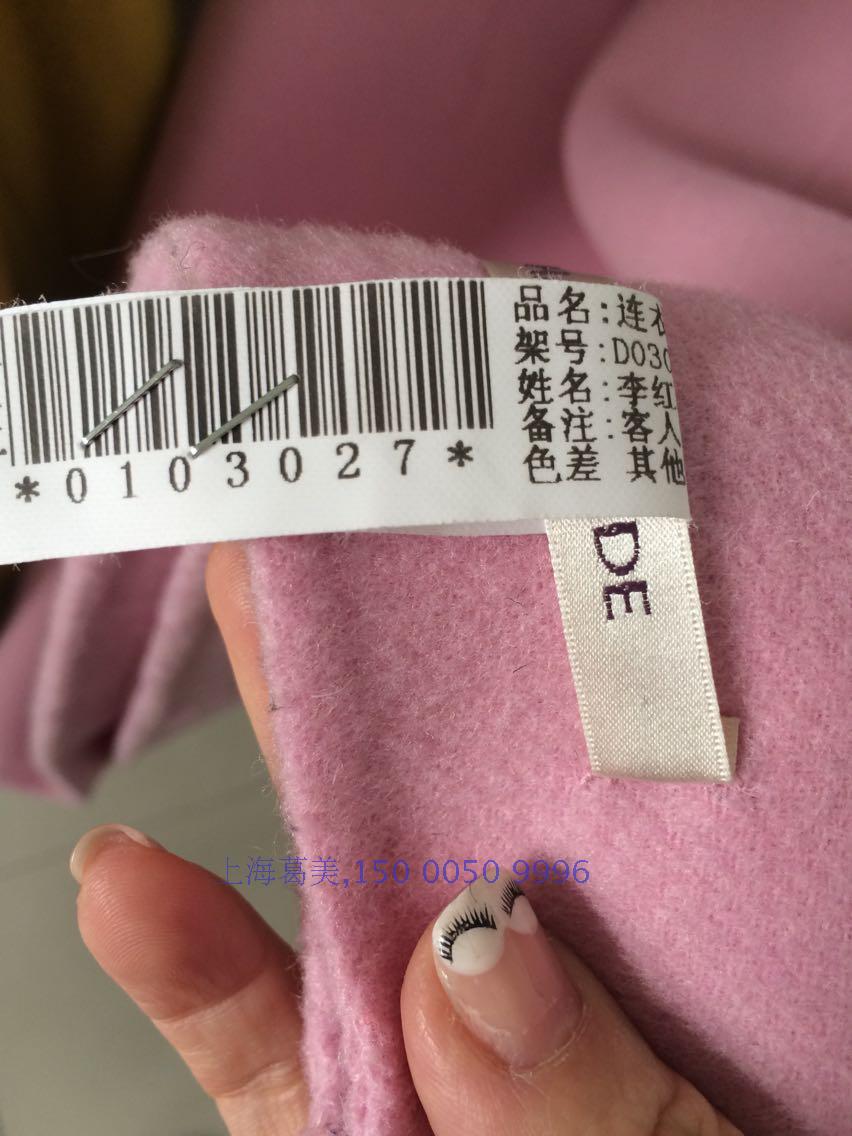 品名:连衣
架号:D030
姓名:李红
备注:客人
色差 其他
*0103027*
DE
上海葛美,150 0050 9996